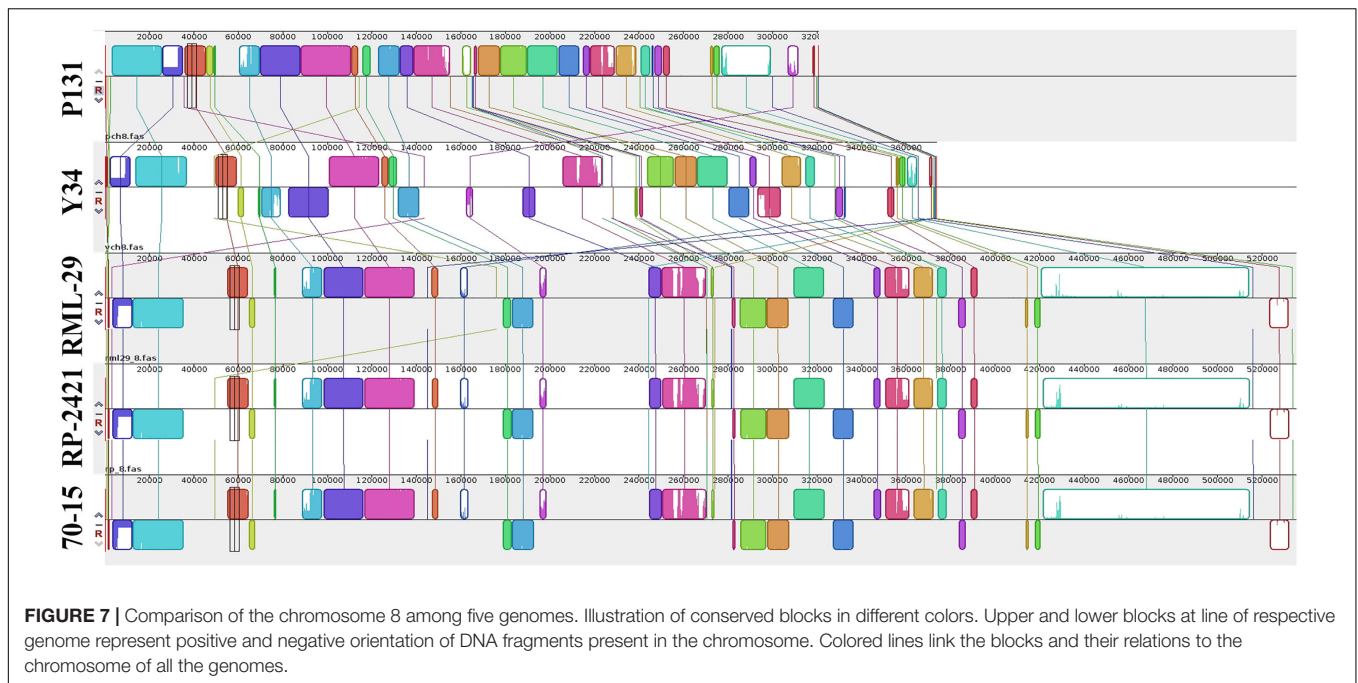 20000 40000 60000 80000 100000 120000 140000 160000 180000 200000 220000 240000 260000 280000 300000 320
P131
R
pch8.fas
20000 40000 60000 80000 100000 120000 140000 160000 180000 200000 220000 240000 260000 280000 300000 320000 340000 360000
Y34
R
ych8.fas
20000 40000 60000 80000 100000 120000 140000 160000 180000 200000 220000 240000 260000 280000 300000 320000 340000 360000 380000 400000 420000 440000 460000 480000 500000 520000
RML-29
R
rml29_8.fas
20000 40000 60000 80000 100000 120000 140000 160000 180000 200000 220000 240000 260000 280000 300000 320000 340000 360000 380000 400000 420000 440000 460000 480000 500000 520000
RP-2421
R
rp_8.fas
20000 40000 60000 80000 100000 120000 140000 160000 180000 200000 220000 240000 260000 280000 300000 320000 340000 360000 380000 400000 420000 440000 460000 480000 500000 520000
70-15
R
FIGURE 7 | Comparison of the chromosome 8 among five genomes. Illustration of conserved blocks in different colors. Upper and lower blocks at line of respective
genome represent positive and negative orientation of DNA fragments present in the chromosome. Colored lines link the blocks and their relations to the
chromosome of all the genomes.